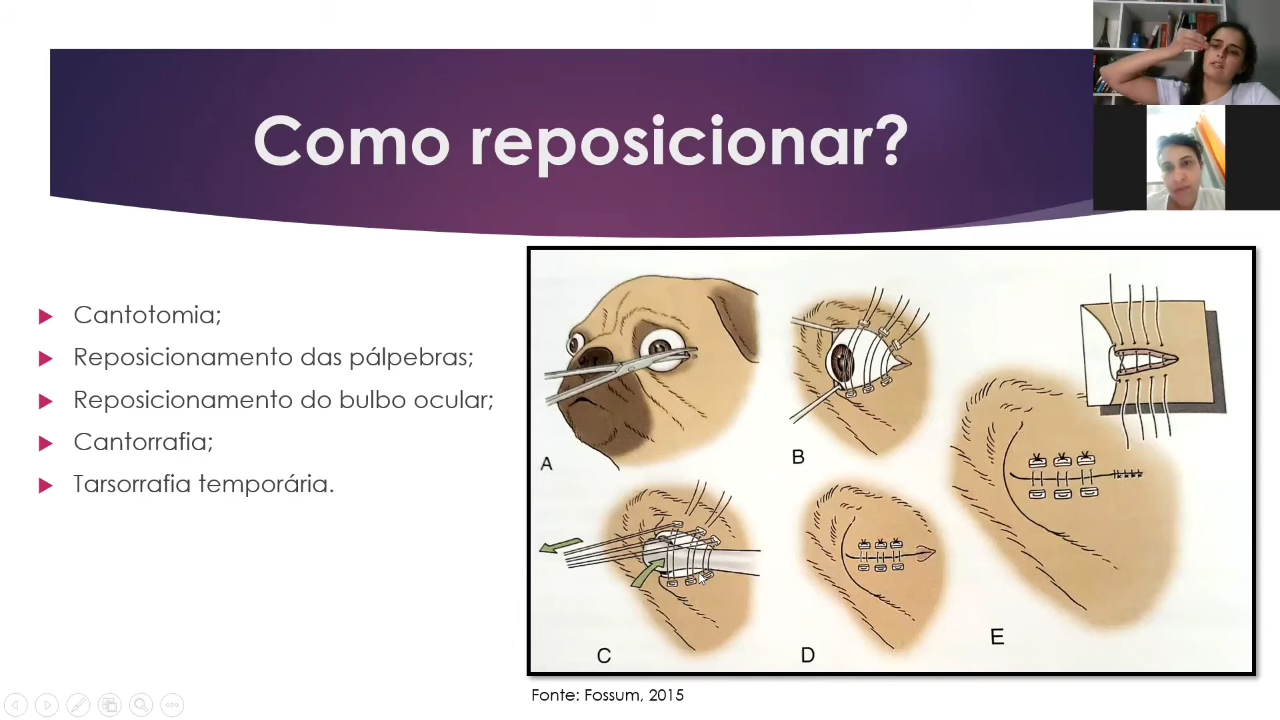 Como reposicionar?
Cantotomia;
Reposicionamento das pálpebras;
Reposicionamento do bulbo ocular;
Cantorrafia;
Tarsorrafia temporária.
A
B
C
D
E
Fonte: Fossum, 2015